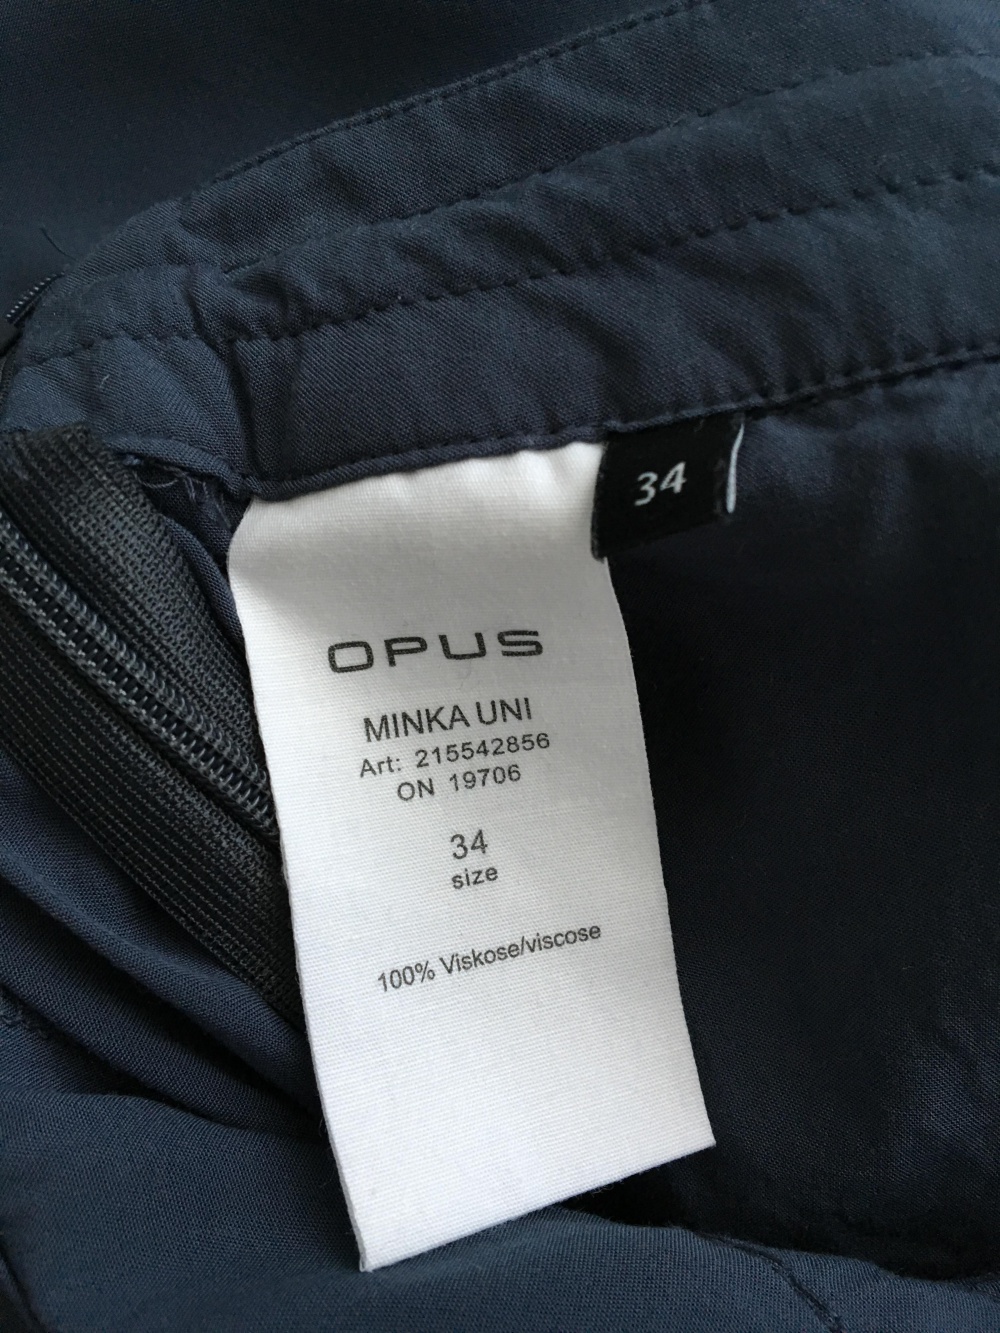 34
OPUS
MINKA UNI
Art: 215542856
ON 19706
34
size
100% Viskose/viscose